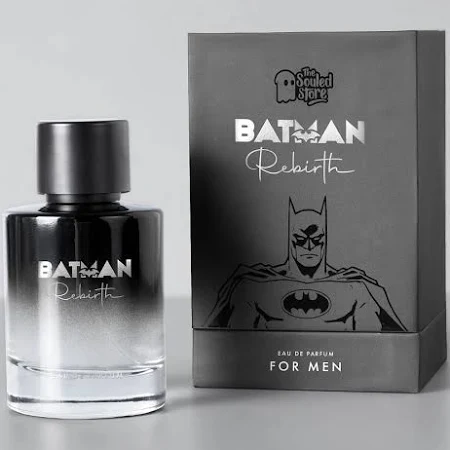 BATMAN
Rebirth
The
Souled
Store
BATMAN
Rebirth
EAU DE PARFUM
FOR MEN